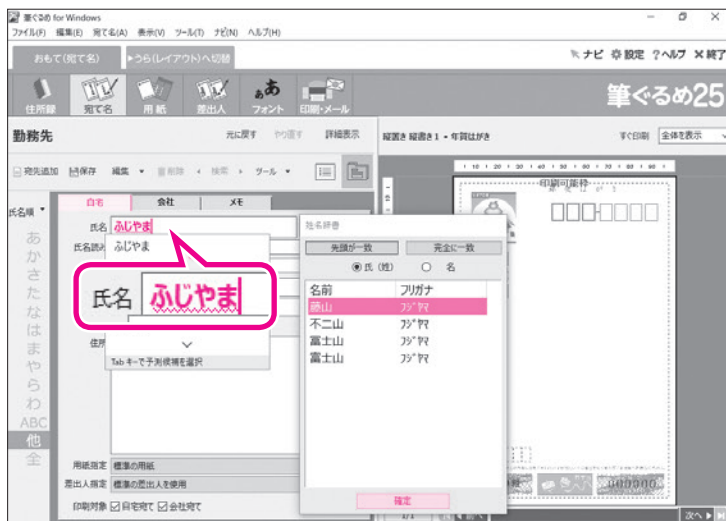 筆ぐるめ for Windows
ファイル(F) 編集(E) 宛て名(A) 表示(V) ツール(T) ナビ(N) ヘルプ(H)
おもて(宛て名) ▶うら(レイアウト)へ切替
ナビ 設定 ?ヘルプ ×終了
住所録 宛て名 用紙 差出人 フォント 印刷・メール
筆ぐるめ25
勤務先 元に戻す やり直す 詳細表示
縦置き 縦書き1・年賀はがき すぐ印刷 全体を表示
宛先追加 保存 編集 ▼ 削除 検索 ツール ▼
氏名順
自宅 会社 メモ
氏名 ふじやま
氏名読み ふじやま
氏名 ふじやま
住所
Tab キーで予測候補を選択
あ
か
さ
た
な
は
ま
や
ら
わ
ABC
他
全
用紙指定 標準の用紙
差出人指定 標準の差出人を使用
印刷対象 自宅宛て 会社宛て
姓名辞書
先頭が一致 完全に一致
氏（姓） 名
名前 フリガナ
藤山 フジヤマ
不二山 フジヤマ
富士山 フジヤマ
富士山 フジヤマ
確定
印刷可能枠
1/1
次へ